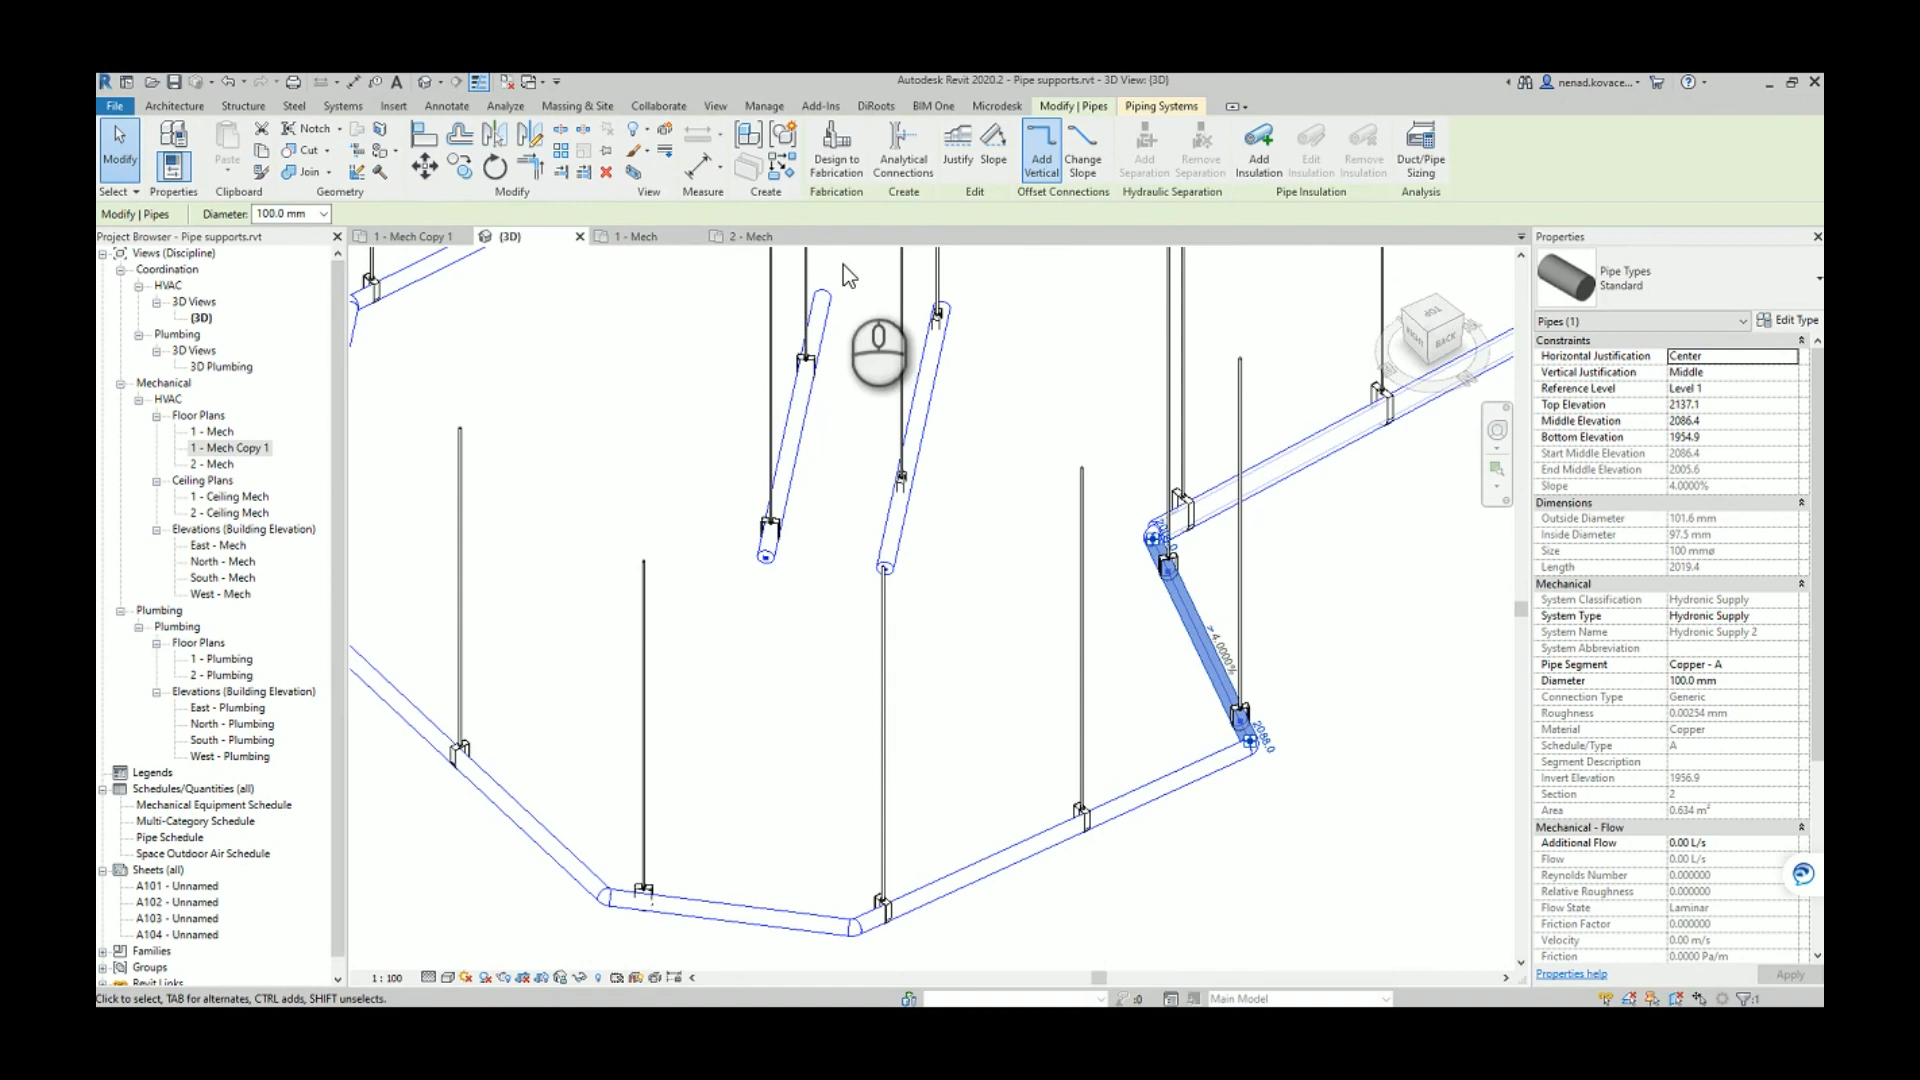 Autodesk Revit 2020.2 - Pipe supports.rvt - 3D View: {3D}
nenad.kovace...
File Architecture Structure Steel Systems Insert Annotate Analyze Massing & Site Collaborate View Manage Add-Ins DiRoots BIM One Microdesk Modify | Pipes Piping Systems
Modify
Paste
Notch
Cut
Join
Design to Fabrication
Analytical Connections
Justify
Slope
Add Vertical
Change Slope
Add Separation
Remove Separation
Add Insulation
Edit Insulation
Remove Insulation
Duct/Pipe Sizing
Select Properties Clipboard Geometry Modify View Measure Create Fabrication Create Edit Offset Connections Hydraulic Separation Pipe Insulation Analysis
Modify | Pipes Diameter: 100.0 mm
Project Browser - Pipe supports.rvt
1 - Mech Copy 1 {3D} 1 - Mech 2 - Mech
Views (Discipline)
Coordination
HVAC
3D Views
{3D}
Plumbing
3D Views
3D Plumbing
Mechanical
HVAC
Floor Plans
1 - Mech
1 - Mech Copy 1
2 - Mech
Ceiling Plans
1 - Ceiling Mech
2 - Ceiling Mech
Elevations (Building Elevation)
East - Mech
North - Mech
South - Mech
West - Mech
Plumbing
Plumbing
Floor Plans
1 - Plumbing
2 - Plumbing
Elevations (Building Elevation)
East - Plumbing
North - Plumbing
South - Plumbing
West - Plumbing
Legends
Schedules/Quantities (all)
Mechanical Equipment Schedule
Multi-Category Schedule
Pipe Schedule
Space Outdoor Air Schedule
Sheets (all)
A101 - Unnamed
A102 - Unnamed
A103 - Unnamed
A104 - Unnamed
Families
Groups
Revit Links
TOP
RIGHT
BACK
4.0000%
2088.0
1 : 100
Properties
Pipe Types
Standard
Pipes (1) Edit Type
Constraints
Horizontal Justification Center
Vertical Justification Middle
Reference Level Level 1
Top Elevation 2137.1
Middle Elevation 2086.4
Bottom Elevation 1954.9
Start Middle Elevation 2086.4
End Middle Elevation 2005.6
Slope 4.0000%
Dimensions
Outside Diameter 101.6 mm
Inside Diameter 97.5 mm
Size 100 mmø
Length 2019.4
Mechanical
System Classification Hydronic Supply
System Type Hydronic Supply
System Name Hydronic Supply 2
System Abbreviation
Pipe Segment Copper - A
Diameter 100.0 mm
Connection Type Generic
Roughness 0.00254 mm
Material Copper
Schedule/Type A
Segment Description
Invert Elevation 1956.9
Section 2
Area 0.634 m²
Mechanical - Flow
Additional Flow 0.00 L/s
Flow 0.00 L/s
Reynolds Number 0.000000
Relative Roughness 0.000000
Flow State Laminar
Friction Factor 0.000000
Velocity 0.00 m/s
Friction 0.0000 Pa/m
Properties help Apply
Click to select, TAB for alternates, CTRL adds, SHIFT unselects. :0 Main Model :1